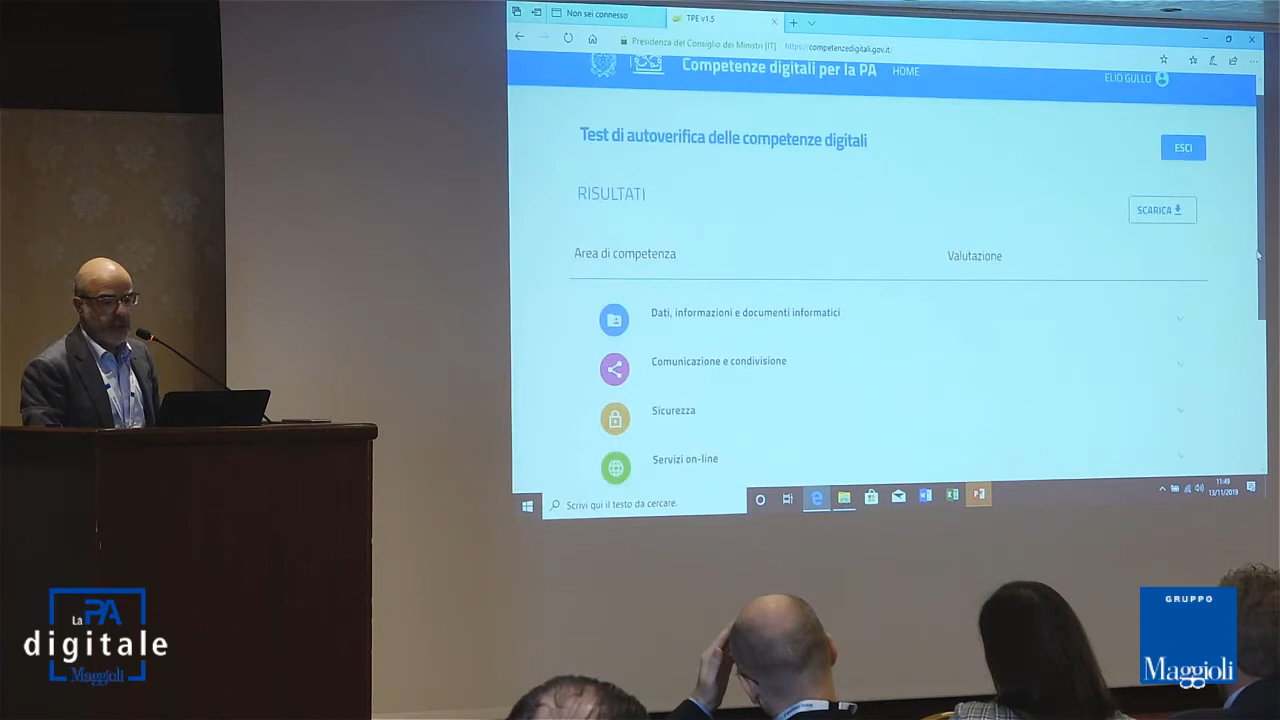 Non sei connesso
TPE v1.5
Presidenza del Consiglio dei Ministri [IT] https://competenzedigitali.gov.it/
Competenze digitali per la PA HOME
ELIO GULLO
Test di autoverifica delle competenze digitali
ESCI
RISULTATI
SCARICA
Area di competenza
Valutazione
Dati, informazioni e documenti informatici
Comunicazione e condivisione
Sicurezza
Servizi on-line
Scrivi qui il testo da cercare.
11:49
13/11/2019
La PA
digitale
Maggioli
GRUPPO
Maggioli